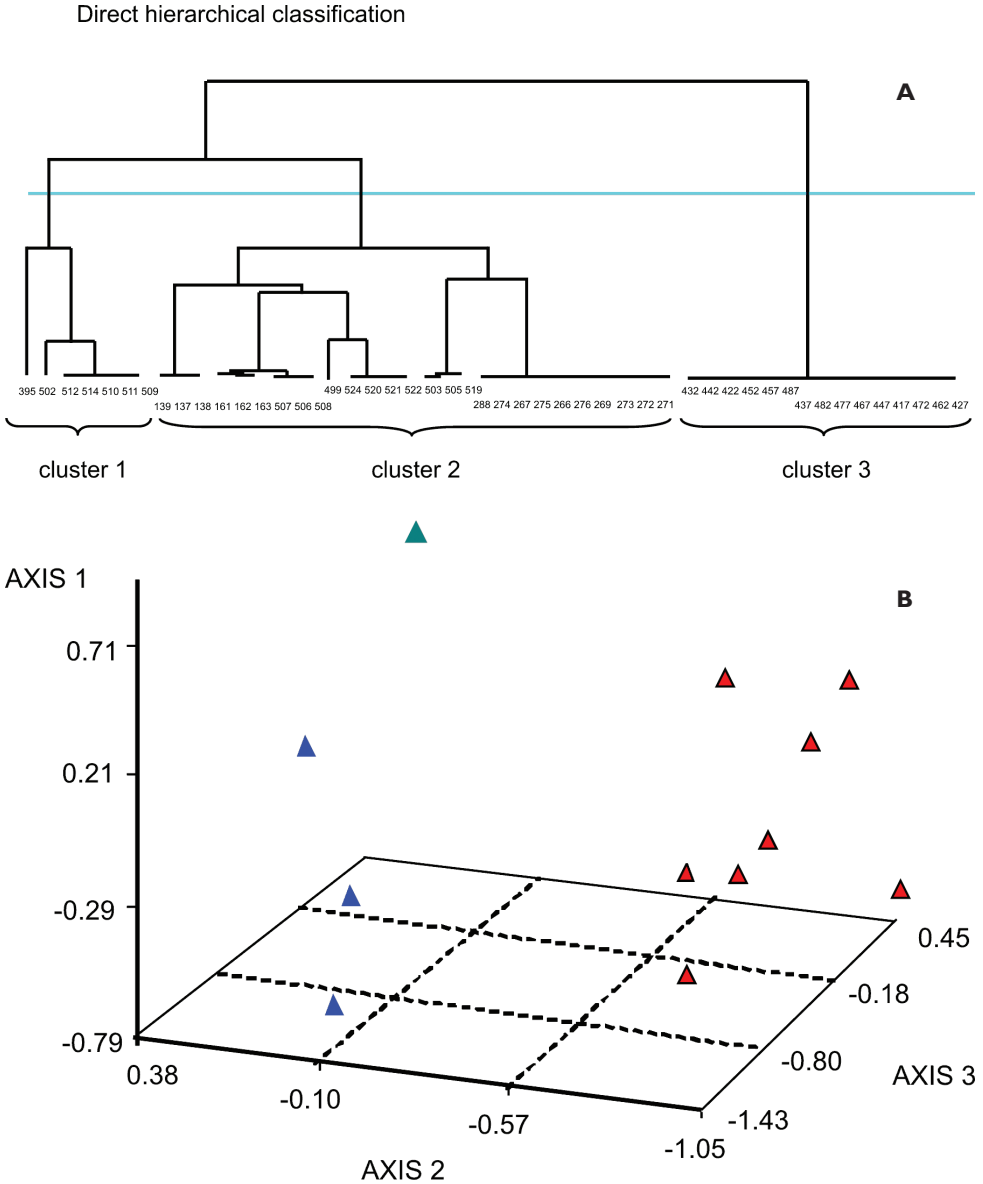 Direct hierarchical classification
A
395 502 512 514 510 511 509 499 524 520 521 522 503 505 519 432 442 422 452 457 487
139 137 138 161 162 163 507 506 508 288 274 267 275 266 276 269 273 272 271 437 482 477 467 447 417 472 462 427
cluster 1 cluster 2 cluster 3
AXIS 1
B
0.71
0.21
-0.29
-0.79
0.45
-0.18
-0.80
-1.43
AXIS 3
0.38
-0.10
-0.57
-1.05
AXIS 2